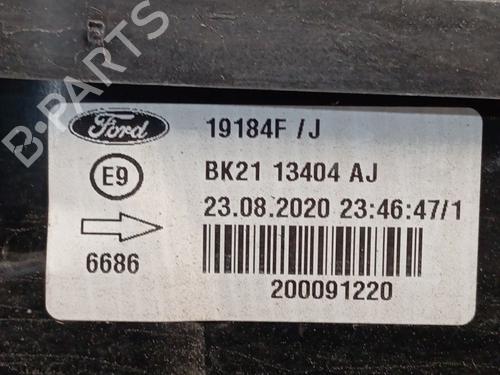 Ford
19184F /J
E9
BK21 13404 AJ
23.08.2020 23:46:47/1
6686
200091220
B-PARTS